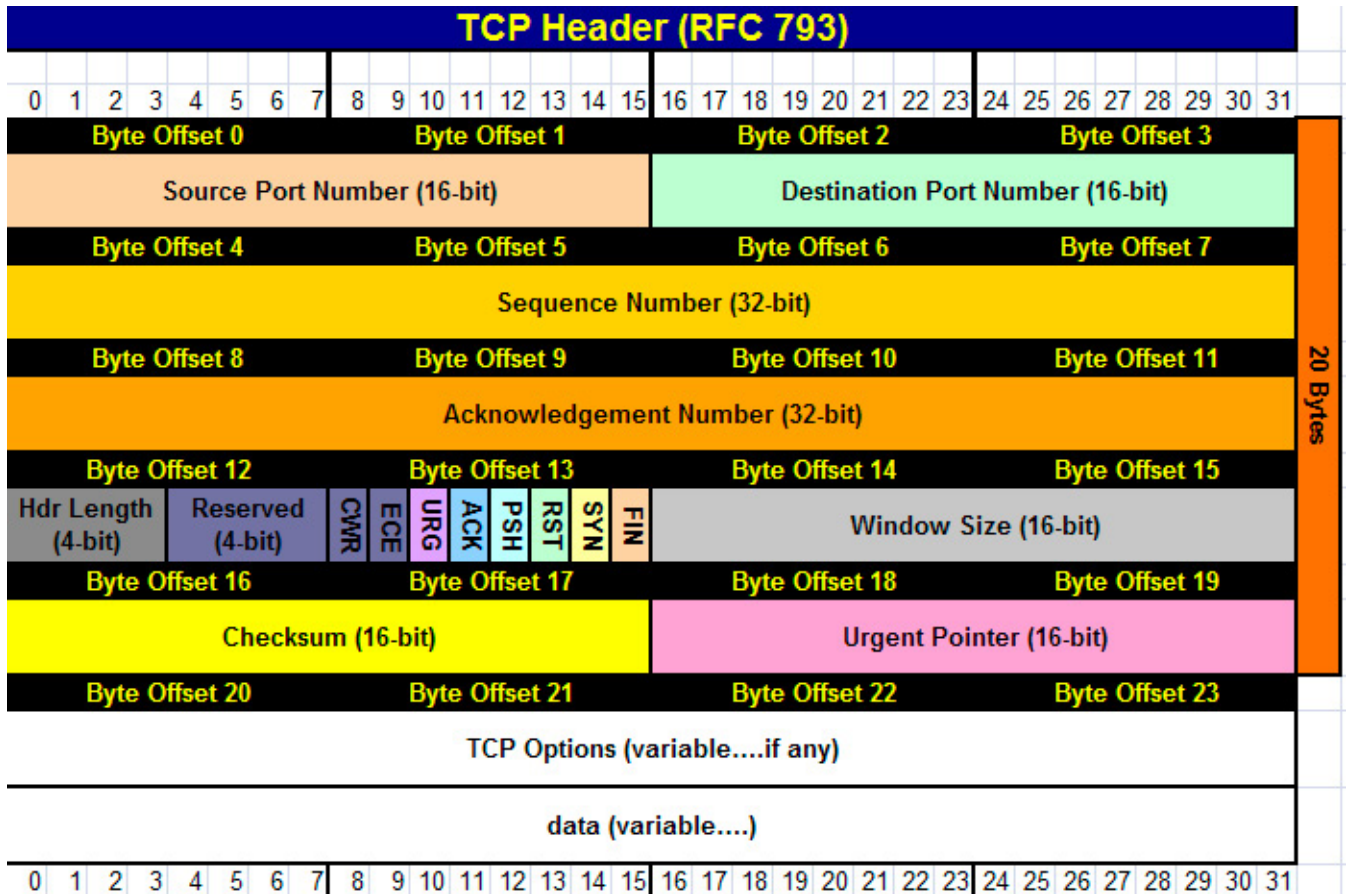 TCP Header (RFC 793)
0 1 2 3 4 5 6 7 8 9 10 11 12 13 14 15 16 17 18 19 20 21 22 23 24 25 26 27 28 29 30 31
Byte Offset 0 Byte Offset 1 Byte Offset 2 Byte Offset 3
Source Port Number (16-bit) Destination Port Number (16-bit)
Byte Offset 4 Byte Offset 5 Byte Offset 6 Byte Offset 7
Sequence Number (32-bit)
Byte Offset 8 Byte Offset 9 Byte Offset 10 Byte Offset 11
Acknowledgement Number (32-bit)
20 Bytes
Byte Offset 12 Byte Offset 13 Byte Offset 14 Byte Offset 15
Hdr Length Reserved CWR ECE URG ACK PSH RST SYN FIN Window Size (16-bit)
(4-bit) (4-bit)
Byte Offset 16 Byte Offset 17 Byte Offset 18 Byte Offset 19
Checksum (16-bit) Urgent Pointer (16-bit)
Byte Offset 20 Byte Offset 21 Byte Offset 22 Byte Offset 23
TCP Options (variable....if any)
data (variable....)
0 1 2 3 4 5 6 7 8 9 10 11 12 13 14 15 16 17 18 19 20 21 22 23 24 25 26 27 28 29 30 31